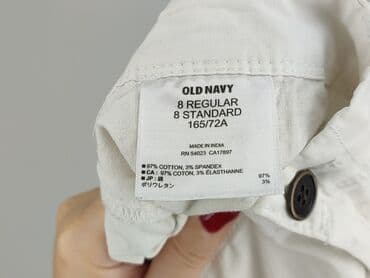 OLD NAVY
8 REGULAR
8 STANDARD
165/72A
MADE IN INDIA
RN 54023 CA17897
■ 97% COTTON, 3% SPANDEX
■ CA : 97% COTTON, 3% ÉLASTHANNE
■ JP : 綿 97%
ポリウレタン 3%